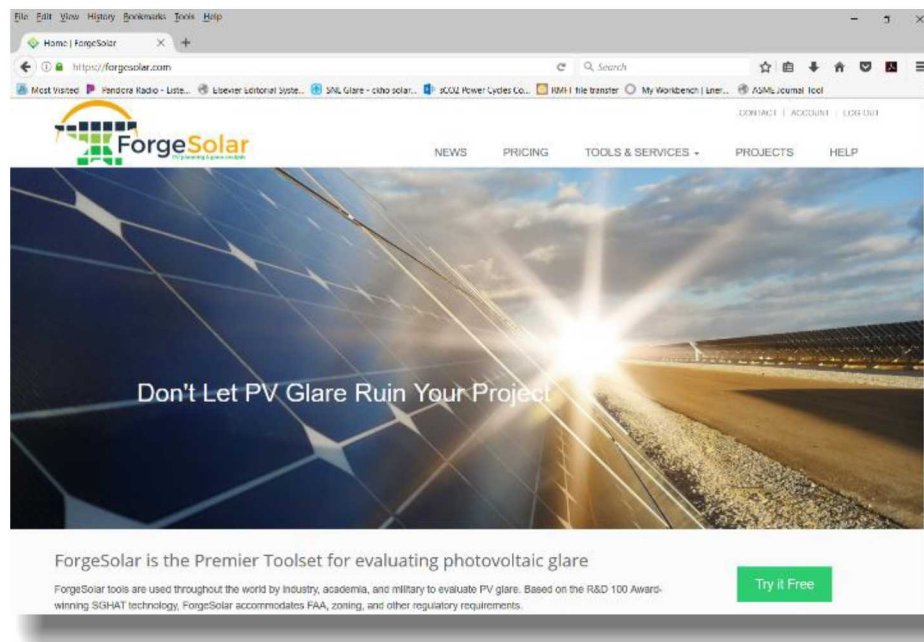 File Edit View History Bookmarks Tools Help
Home | ForgeSolar
https://forgesolar.com
Search
Most Visited Pandora Radio - Liste... Elsevier Editorial Syste... SNL Glare - ckho solar... sCO2 Power Cycles Co... file transfer My Workbench | Ener... ASME Journal Tool
CONTACT | ACCOUNT | LOG OUT
ForgeSolar
PV planning & glare analysis
NEWS PRICING TOOLS & SERVICES PROJECTS HELP
Don't Let PV Glare Ruin Your Project
ForgeSolar is the Premier Toolset for evaluating photovoltaic glare
ForgeSolar tools are used throughout the world by industry, academia, and military to evaluate PV glare. Based on the R&D 100 Award-
winning SGHAT technology, ForgeSolar accommodates FAA, zoning, and other regulatory requirements.
Try it Free